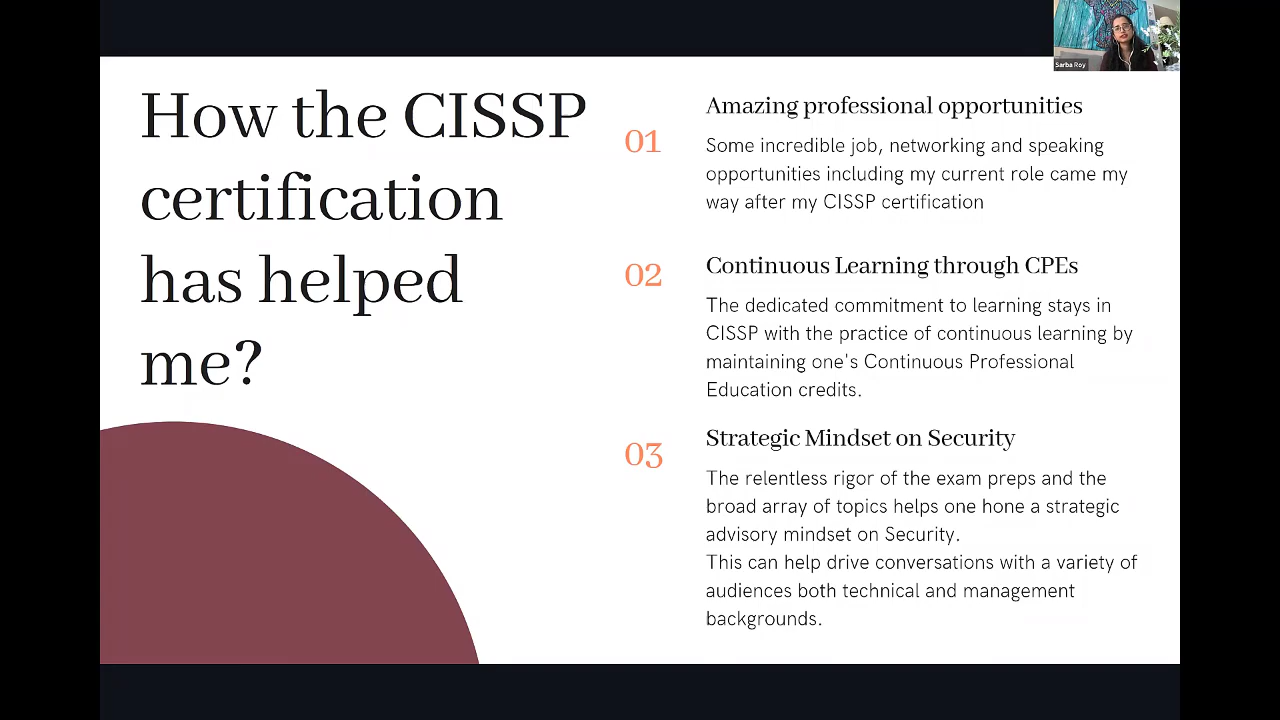 Sarba Roy
How the CISSP
certification
has helped
me?
01
Amazing professional opportunities
Some incredible job, networking and speaking
opportunities including my current role came my
way after my CISSP certification
02
Continuous Learning through CPEs
The dedicated commitment to learning stays in
CISSP with the practice of continuous learning by
maintaining one's Continuous Professional
Education credits.
03
Strategic Mindset on Security
The relentless rigor of the exam preps and the
broad array of topics helps one hone a strategic
advisory mindset on Security.
This can help drive conversations with a variety of
audiences both technical and management
backgrounds.